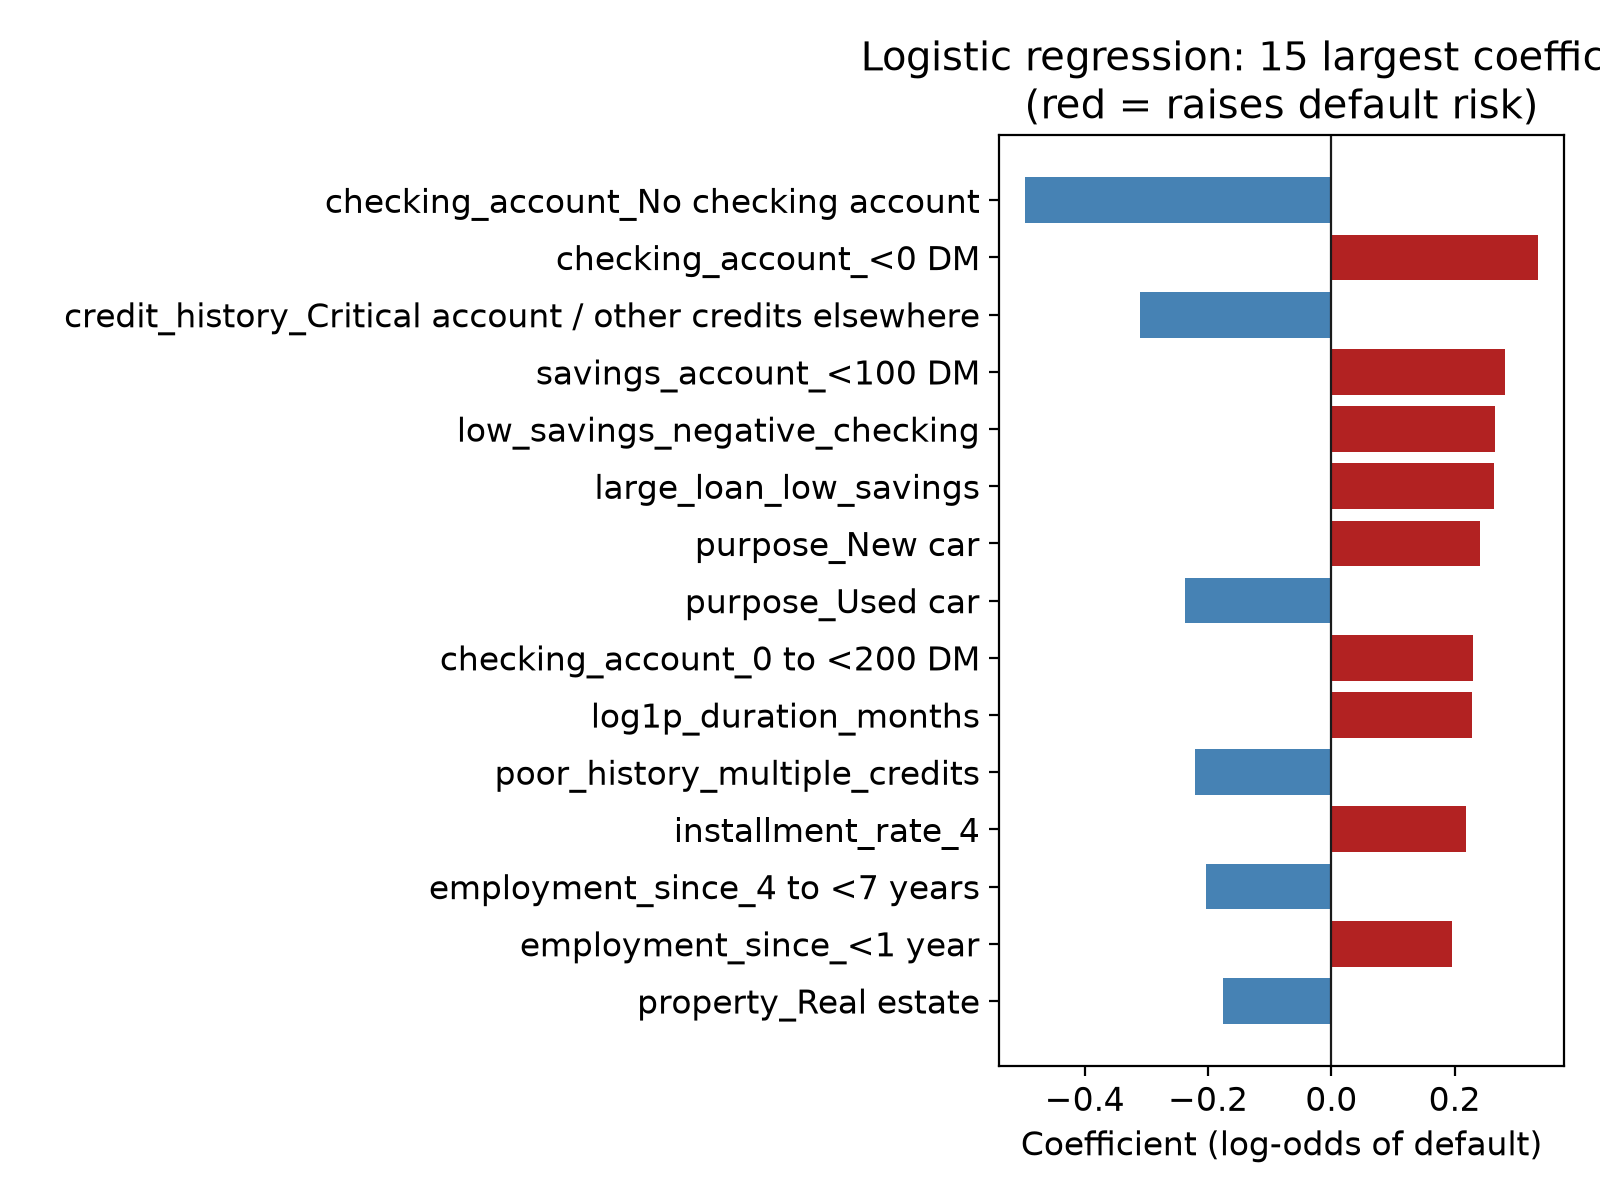 Logistic regression: 15 largest coeffic
(red = raises default risk)
checking_account_No checking account
checking_account_<0 DM
credit_history_Critical account / other credits elsewhere
savings_account_<100 DM
low_savings_negative_checking
large_loan_low_savings
purpose_New car
purpose_Used car
checking_account_0 to <200 DM
log1p_duration_months
poor_history_multiple_credits
installment_rate_4
employment_since_4 to <7 years
employment_since_<1 year
property_Real estate
−0.4 −0.2 0.0 0.2
Coefficient (log-odds of default)